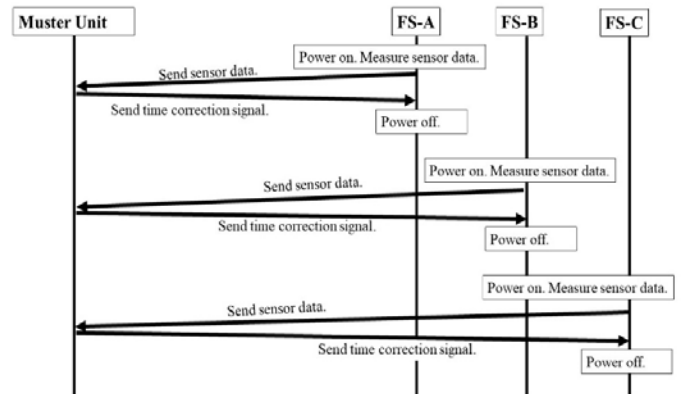 Muster Unit FS-A FS-B FS-C
Power on. Measure sensor data.
Send sensor data.
Send time correction signal.
Power off.
Power on. Measure sensor data.
Send sensor data.
Send time correction signal.
Power off.
Power on. Measure sensor data.
Send sensor data.
Send time correction signal.
Power off.